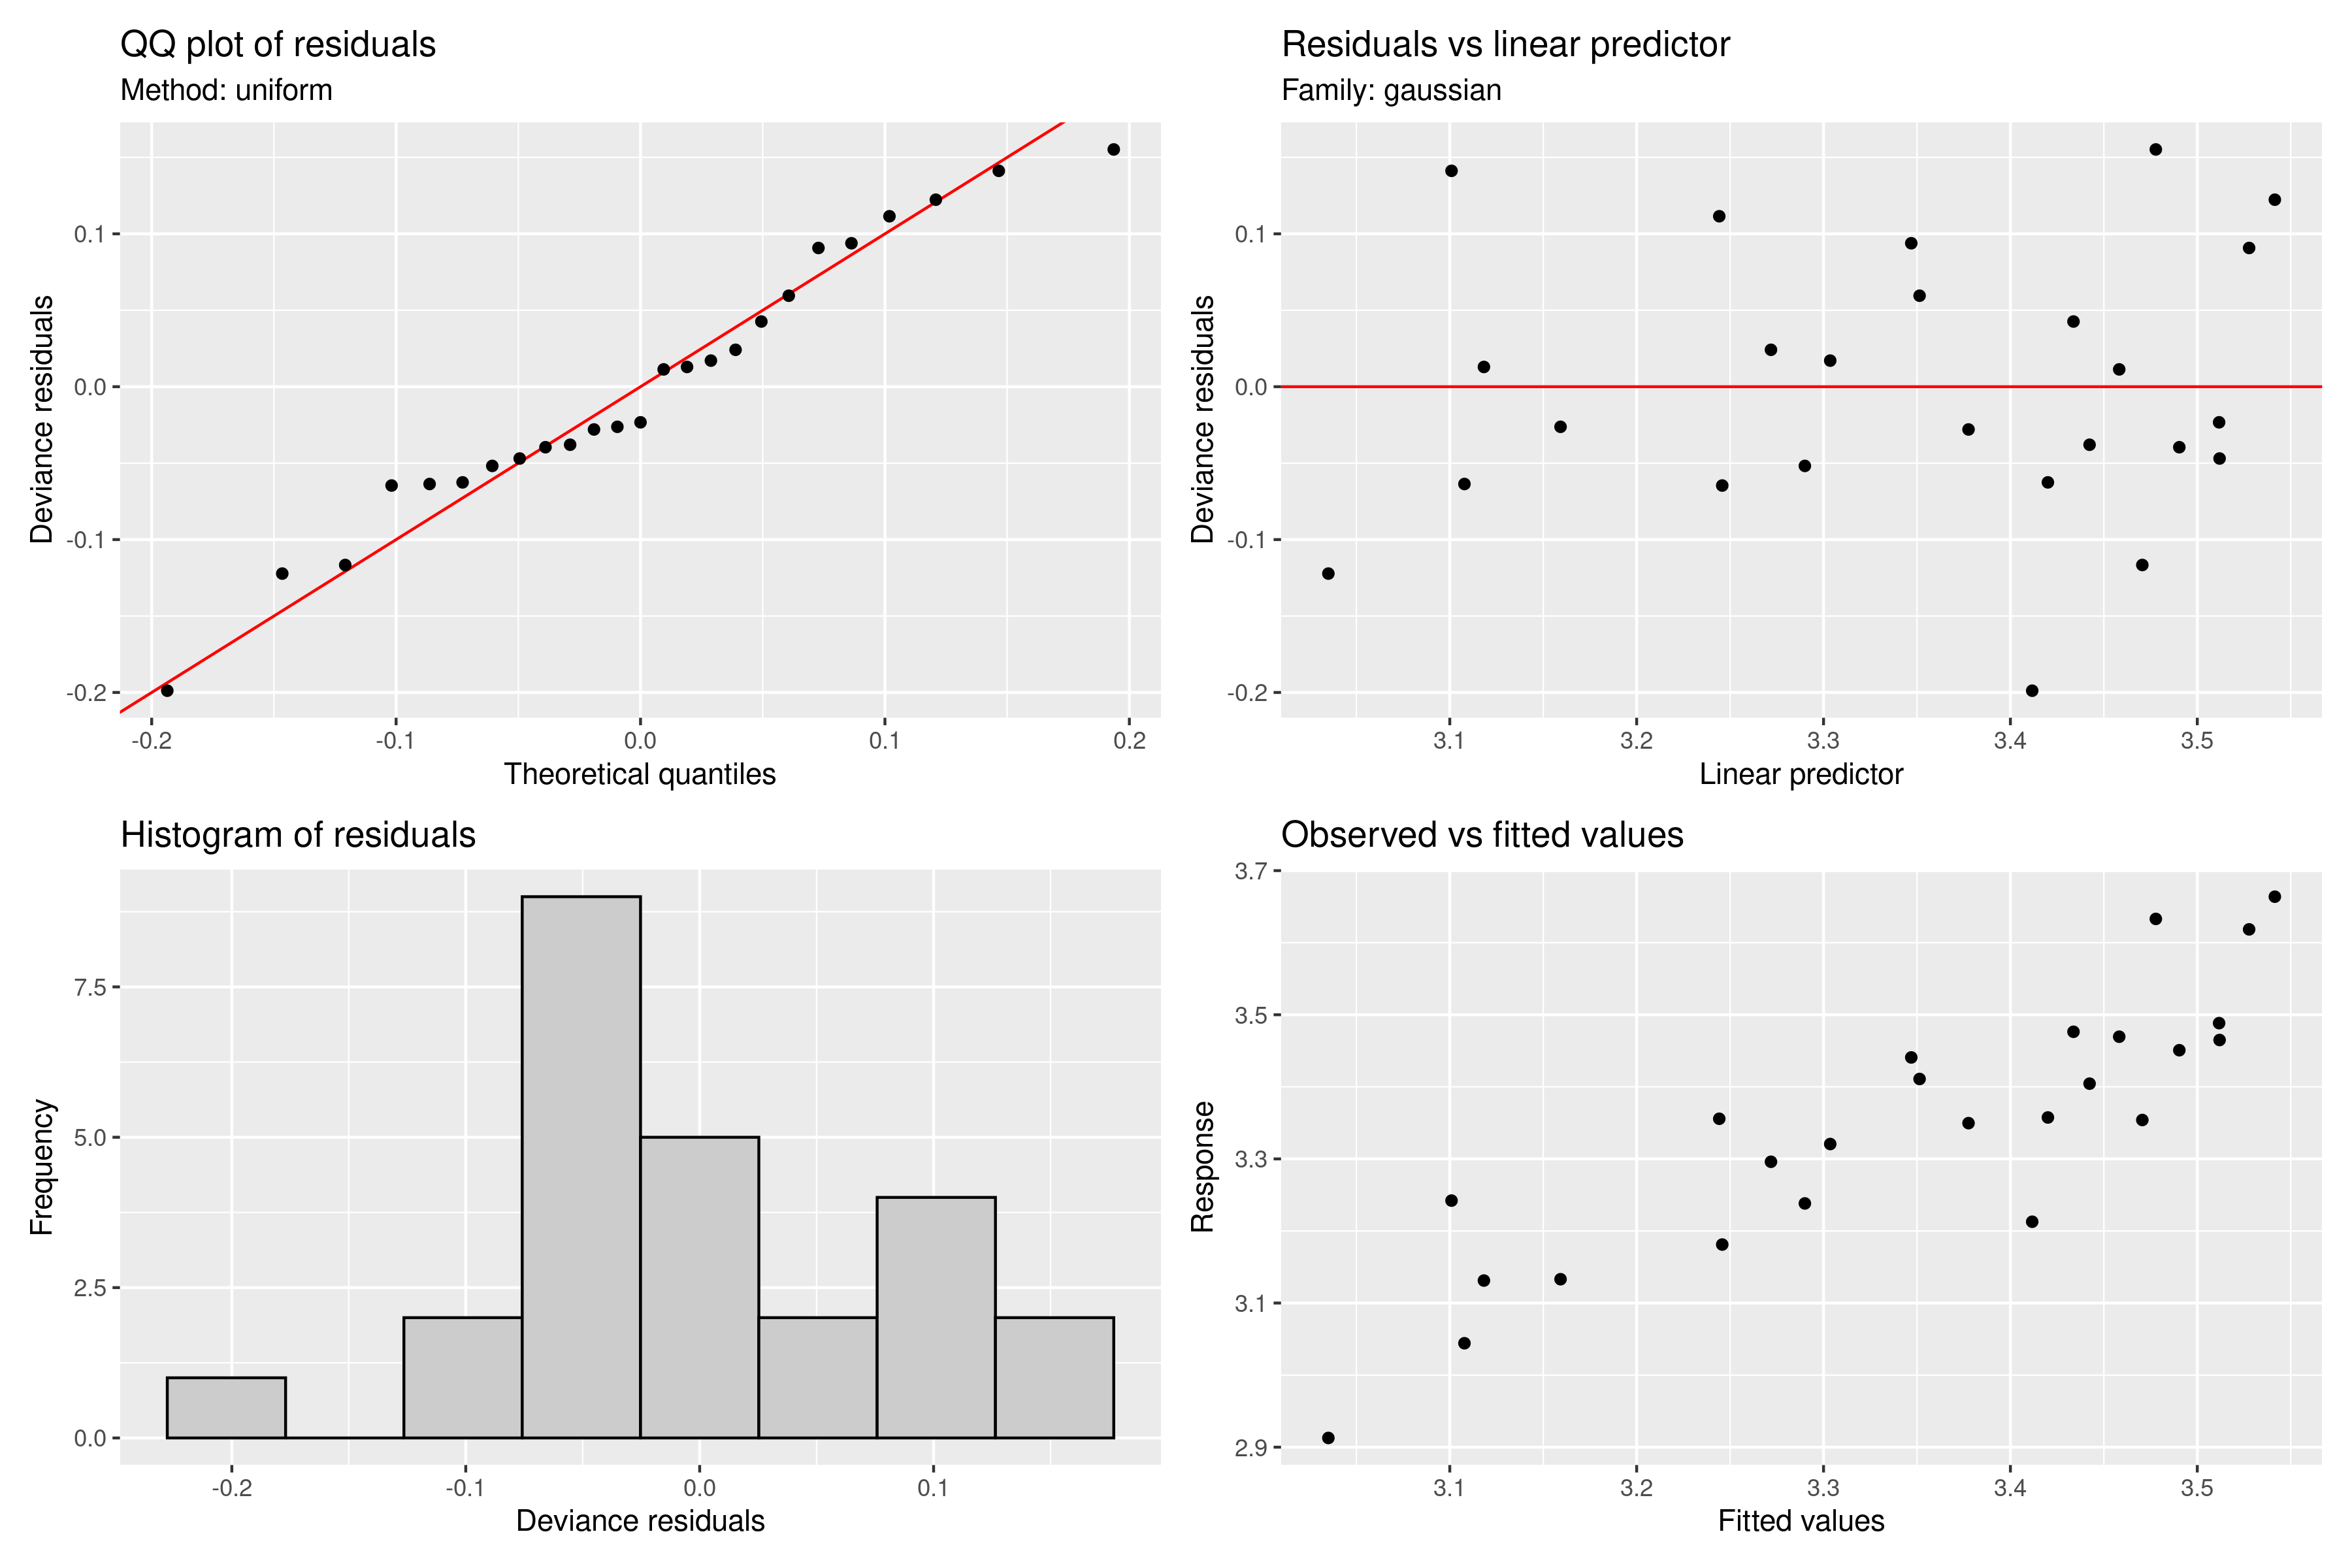 QQ plot of residuals
Method: uniform
Deviance residuals
0.1
0.0
-0.1
-0.2
-0.2 -0.1 0.0 0.1 0.2
Theoretical quantiles
Residuals vs linear predictor
Family: gaussian
Deviance residuals
0.1
0.0
-0.1
-0.2
3.1 3.2 3.3 3.4 3.5
Linear predictor
Histogram of residuals
Frequency
7.5
5.0
2.5
0.0
-0.2 -0.1 0.0 0.1
Deviance residuals
Observed vs fitted values
Response
3.7
3.5
3.3
3.1
2.9
3.1 3.2 3.3 3.4 3.5
Fitted values